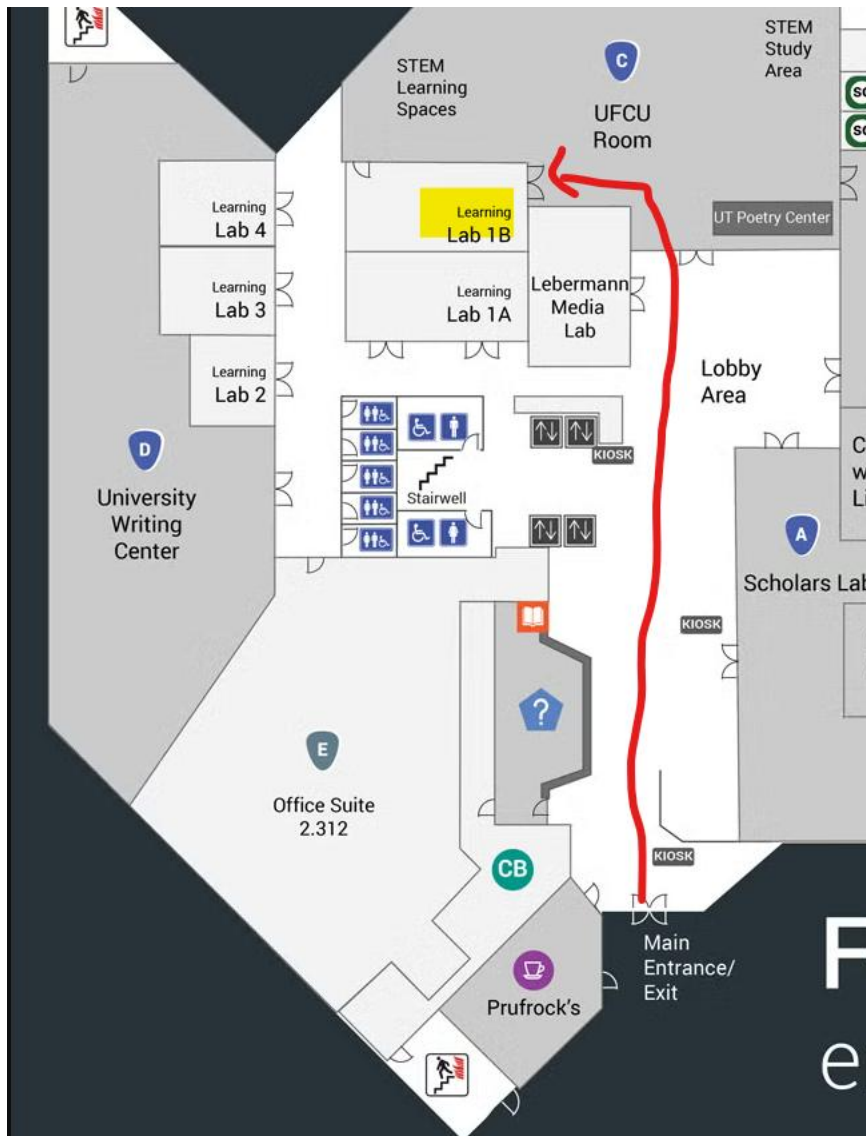 STEM
Learning
Spaces
C
UFCU
Room
STEM
Study
Area
UT Poetry Center
Learning
Lab 4
Learning
Lab 3
Learning
Lab 2
Learning
Lab 1B
Learning
Lab 1A
Lebermann
Media
Lab
Lobby
Area
KIOSK
Stairwell
D
University
Writing
Center
A
Scholars Lab
KIOSK
?
E
Office Suite
2.312
CB
KIOSK
Main
Entrance/
Exit
Prufrock's